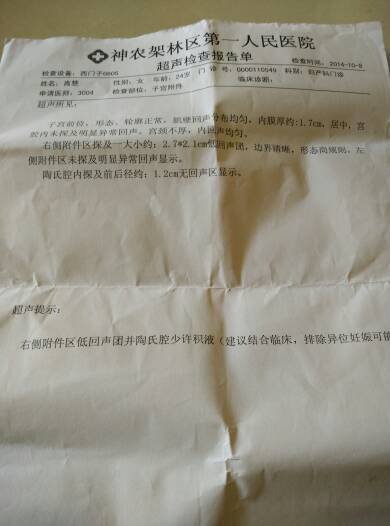 神农架林区第一人民医院
超声检查报告单
检查设备：西门子G60S 检查时间：2014-10-8
性别：女 年龄：24岁 门诊号：0000110549 科别：妇产科门诊
申请医师：3004 检查部位：子宫附件 临床诊断：
超声所见：
子宫前位，形态、轮廓正常，肌壁回声分布均匀，内膜厚约:1.7cm，居中，宫
腔内未探及明显异常回声。宫颈不厚，内回声均匀。
右侧附件区探及一大小约：2.7*2.1cm低回声团，边界清晰，形态尚规则。左
侧附件区未探及明显异常回声显示。
陶氏腔内探及前后径约：1.2cm无回声区显示。
超声提示：
右侧附件区低回声团并陶氏腔少许积液（建议结合临床，排除异位妊娠可能